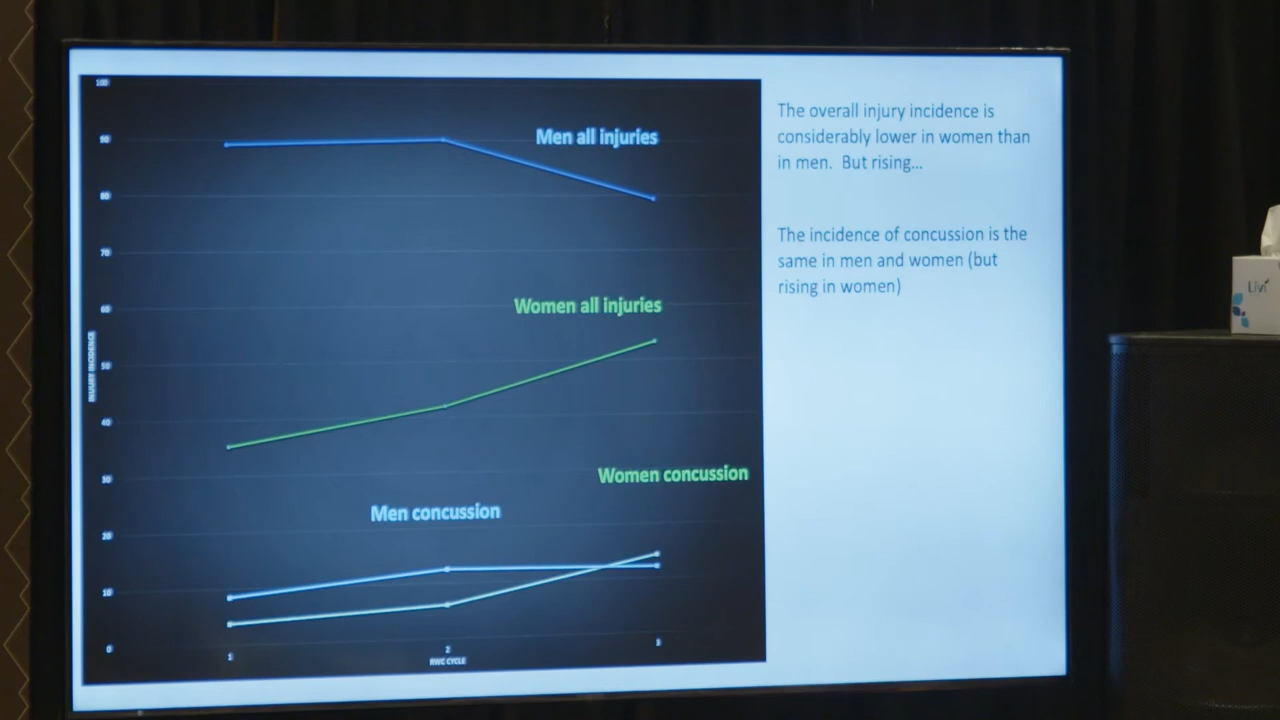 100
90
80
70
60
50
40
30
20
10
0
INJURY INCIDENCE
Men all injuries
Women all injuries
Women concussion
Men concussion
1
2
3
RWC CYCLE
The overall injury incidence is
considerably lower in women than
in men. But rising...
The incidence of concussion is the
same in men and women (but
rising in women)
Livi